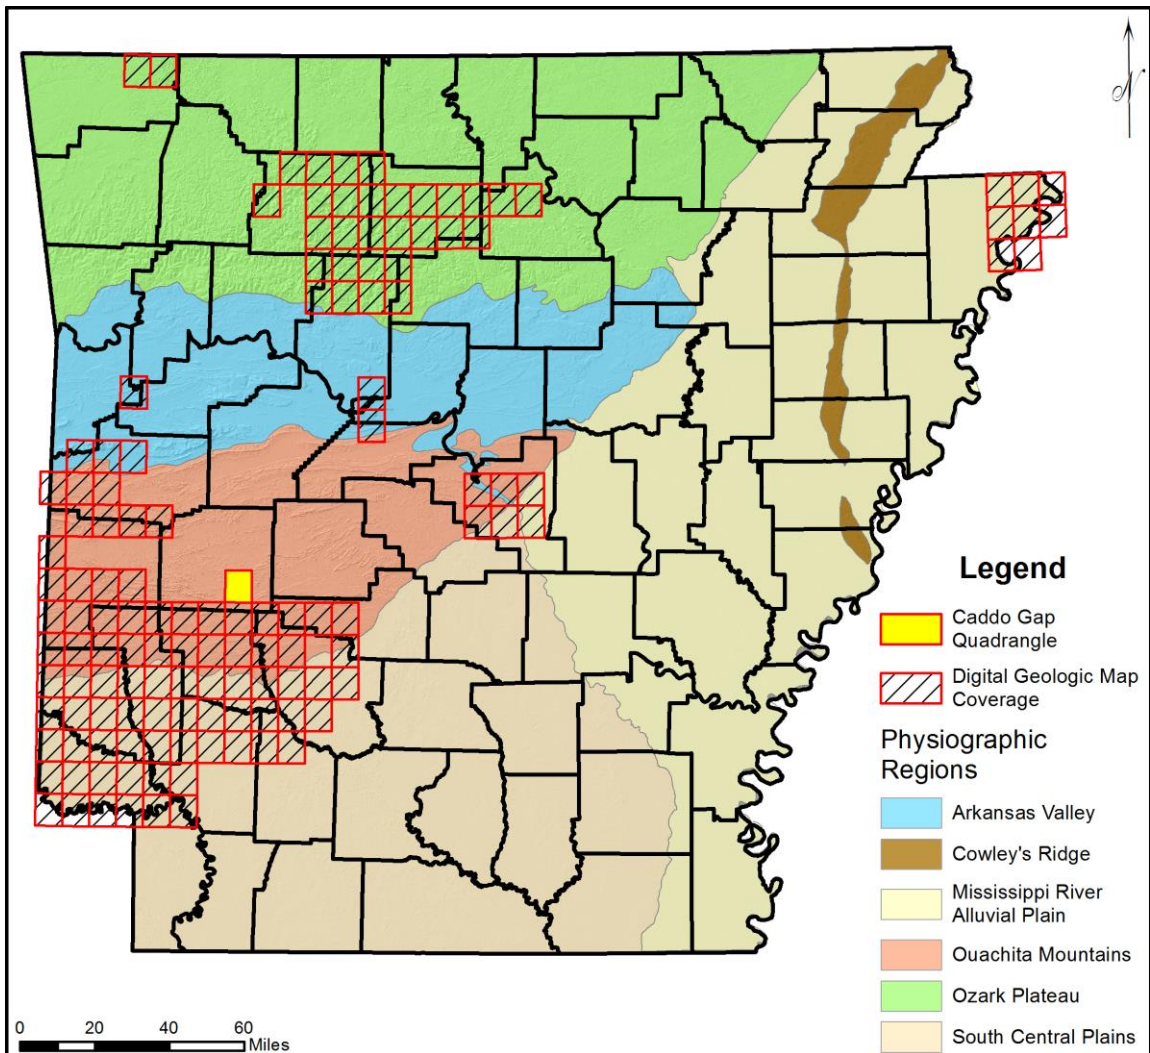 N
Legend
Caddo Gap
Quadrangle
Digital Geologic Map
Coverage
Physiographic
Regions
Arkansas Valley
Cowley's Ridge
Mississippi River
Alluvial Plain
Ouachita Mountains
Ozark Plateau
South Central Plains
0 20 40 60
Miles